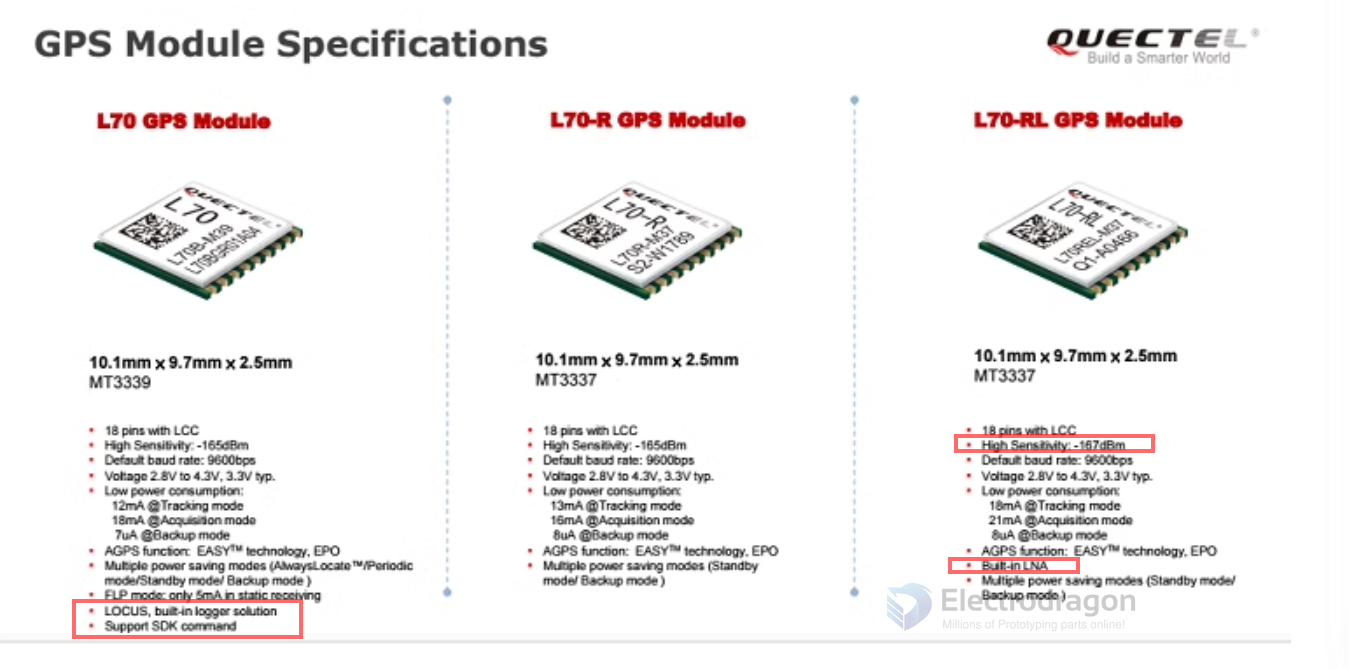 GPS Module Specifications
QUECTEL®
Build a Smarter World
L70 GPS Module
QUECTEL
L70
L70B-M39
L70BCR01A04
10.1mm x 9.7mm x 2.5mm
MT3339
• 18 pins with LCC
• High Sensitivity: -165dBm
• Default baud rate: 9600bps
• Voltage 2.8V to 4.3V, 3.3V typ.
• Low power consumption:
12mA @Tracking mode
18mA @Acquisition mode
7uA @Backup mode
• AGPS function: EASY™ technology, EPO
• Multiple power saving modes (AlwaysLocate™/Periodic
mode/Standby mode/ Backup mode )
• FLP mode: only 5mA in static receiving
• LOCUS, built-in logger solution
• Support SDK command
L70-R GPS Module
QUECTEL
L70-R
L70R-M37
S2-W1789
10.1mm x 9.7mm x 2.5mm
MT3337
• 18 pins with LCC
• High Sensitivity: -165dBm
• Default baud rate: 9600bps
• Voltage 2.8V to 4.3V, 3.3V typ.
• Low power consumption:
13mA @Tracking mode
16mA @Acquisition mode
8uA @Backup mode
• AGPS function: EASY™ technology, EPO
• Multiple power saving modes (Standby
mode/ Backup mode )
L70-RL GPS Module
QUECTEL
L70-RL
L70REL-M37
Q1-A0466
10.1mm x 9.7mm x 2.5mm
MT3337
• 18 pins with LCC
• High Sensitivity: -167dBm
• Default baud rate: 9600bps
• Voltage 2.8V to 4.3V, 3.3V typ.
• Low power consumption:
18mA @Tracking mode
21mA @Acquisition mode
8uA @Backup mode
• AGPS function: EASY™ technology, EPO
• Built-in LNA
• Multiple power saving modes (Standby mode/
Backup mode )
Electrodragon
Millions of Prototyping parts online!